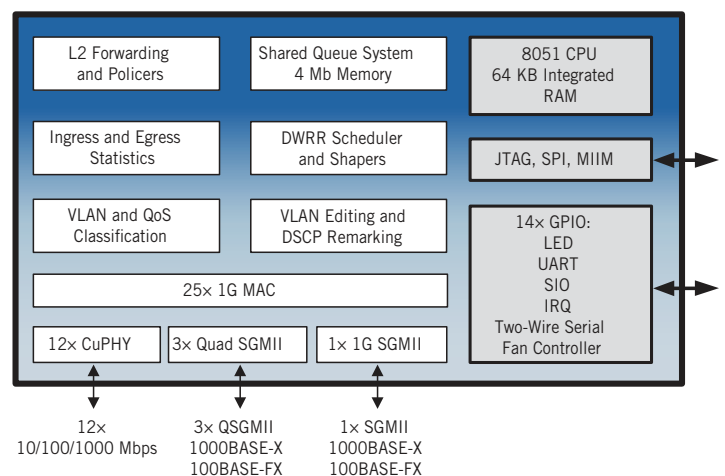 L2 Forwarding
and Policers
Shared Queue System
4 Mb Memory
8051 CPU
64 KB Integrated
RAM
Ingress and Egress
Statistics
DWRR Scheduler
and Shapers
JTAG, SPI, MIIM
VLAN and QoS
Classification
VLAN Editing and
DSCP Remarking
14× GPIO:
LED
UART
SIO
IRQ
Two-Wire Serial
Fan Controller
25× 1G MAC
12× CuPHY
3× Quad SGMII
1× 1G SGMII
12×
10/100/1000 Mbps
3× QSGMII
1000BASE-X
100BASE-FX
1× SGMII
1000BASE-X
100BASE-FX